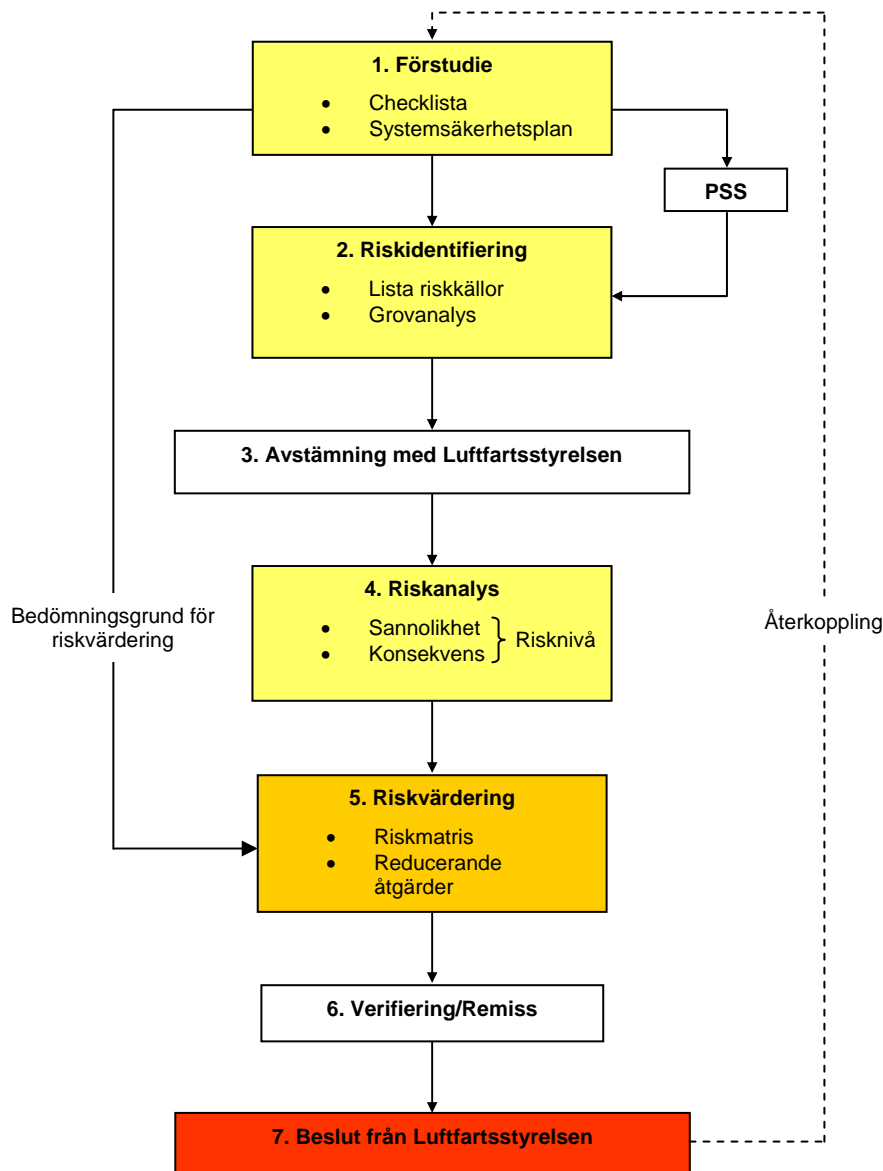 1. Förstudie
• Checklista
• Systemsäkerhetsplan
PSS
2. Riskidentifiering
• Lista riskkällor
• Grovanalys
3. Avstämning med Luftfartsstyrelsen
4. Riskanalys
• Sannolikhet
• Konsekvens
Risknivå
Bedömningsgrund för
riskvärdering
Återkoppling
5. Riskvärdering
• Riskmatris
• Reducerande
åtgärder
6. Verifiering/Remiss
7. Beslut från Luftfartsstyrelsen